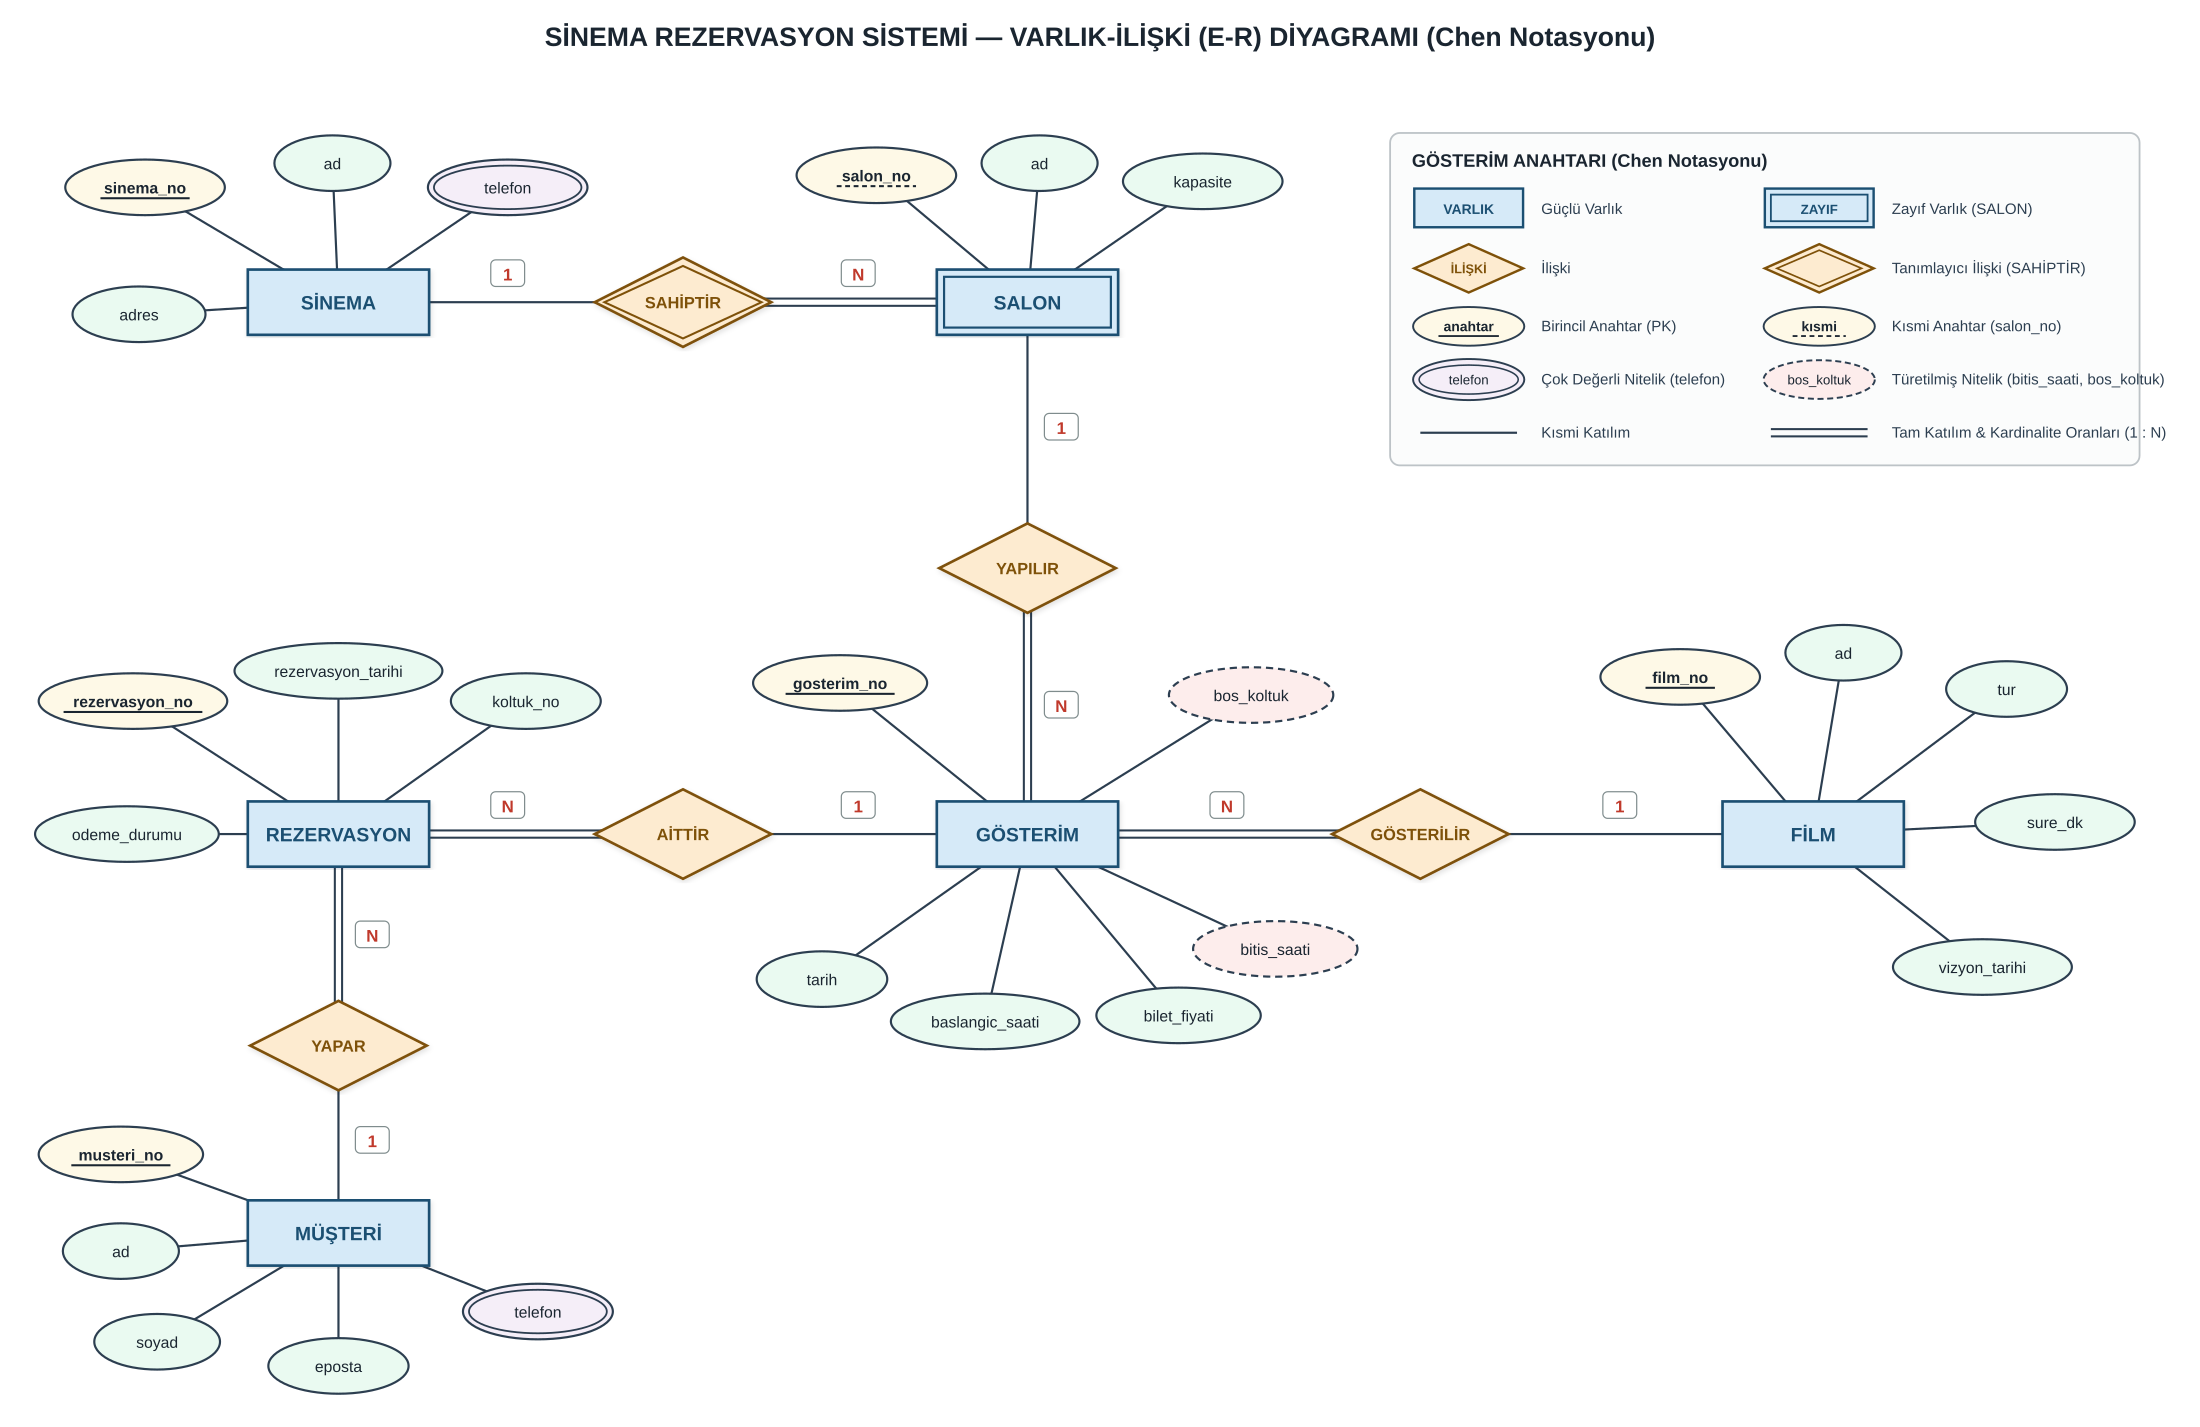 SİNEMA REZERVASYON SİSTEMİ — VARLIK-İLİŞKİ (E-R) DİYAGRAMI (Chen Notasyonu)
sinema_no
ad
telefon
adres
SİNEMA
1
SAHİPTİR
N
salon_no
ad
kapasite
SALON
GÖSTERİM ANAHTARI (Chen Notasyonu)
VARLIK
Güçlü Varlık
ZAYIF
Zayıf Varlık (SALON)
İLİŞKİ
İlişki
Tanımlayıcı İlişki (SAHİPTİR)
anahtar
Birincil Anahtar (PK)
kısmi
Kısmi Anahtar (salon_no)
telefon
Çok Değerli Nitelik (telefon)
bos_koltuk
Türetilmiş Nitelik (bitis_saati, bos_koltuk)
Kısmi Katılım
Tam Katılım & Kardinalite Oranları (1 : N)
1
YAPILIR
N
rezervasyon_no
rezervasyon_tarihi
koltuk_no
odeme_durumu
REZERVASYON
N
AİTTİR
1
gosterim_no
bos_koltuk
GÖSTERİM
N
GÖSTERİLİR
1
film_no
ad
tur
sure_dk
FİLM
vizyon_tarihi
tarih
baslangic_saati
bilet_fiyati
bitis_saati
N
YAPAR
1
musteri_no
MÜŞTERİ
ad
soyad
eposta
telefon